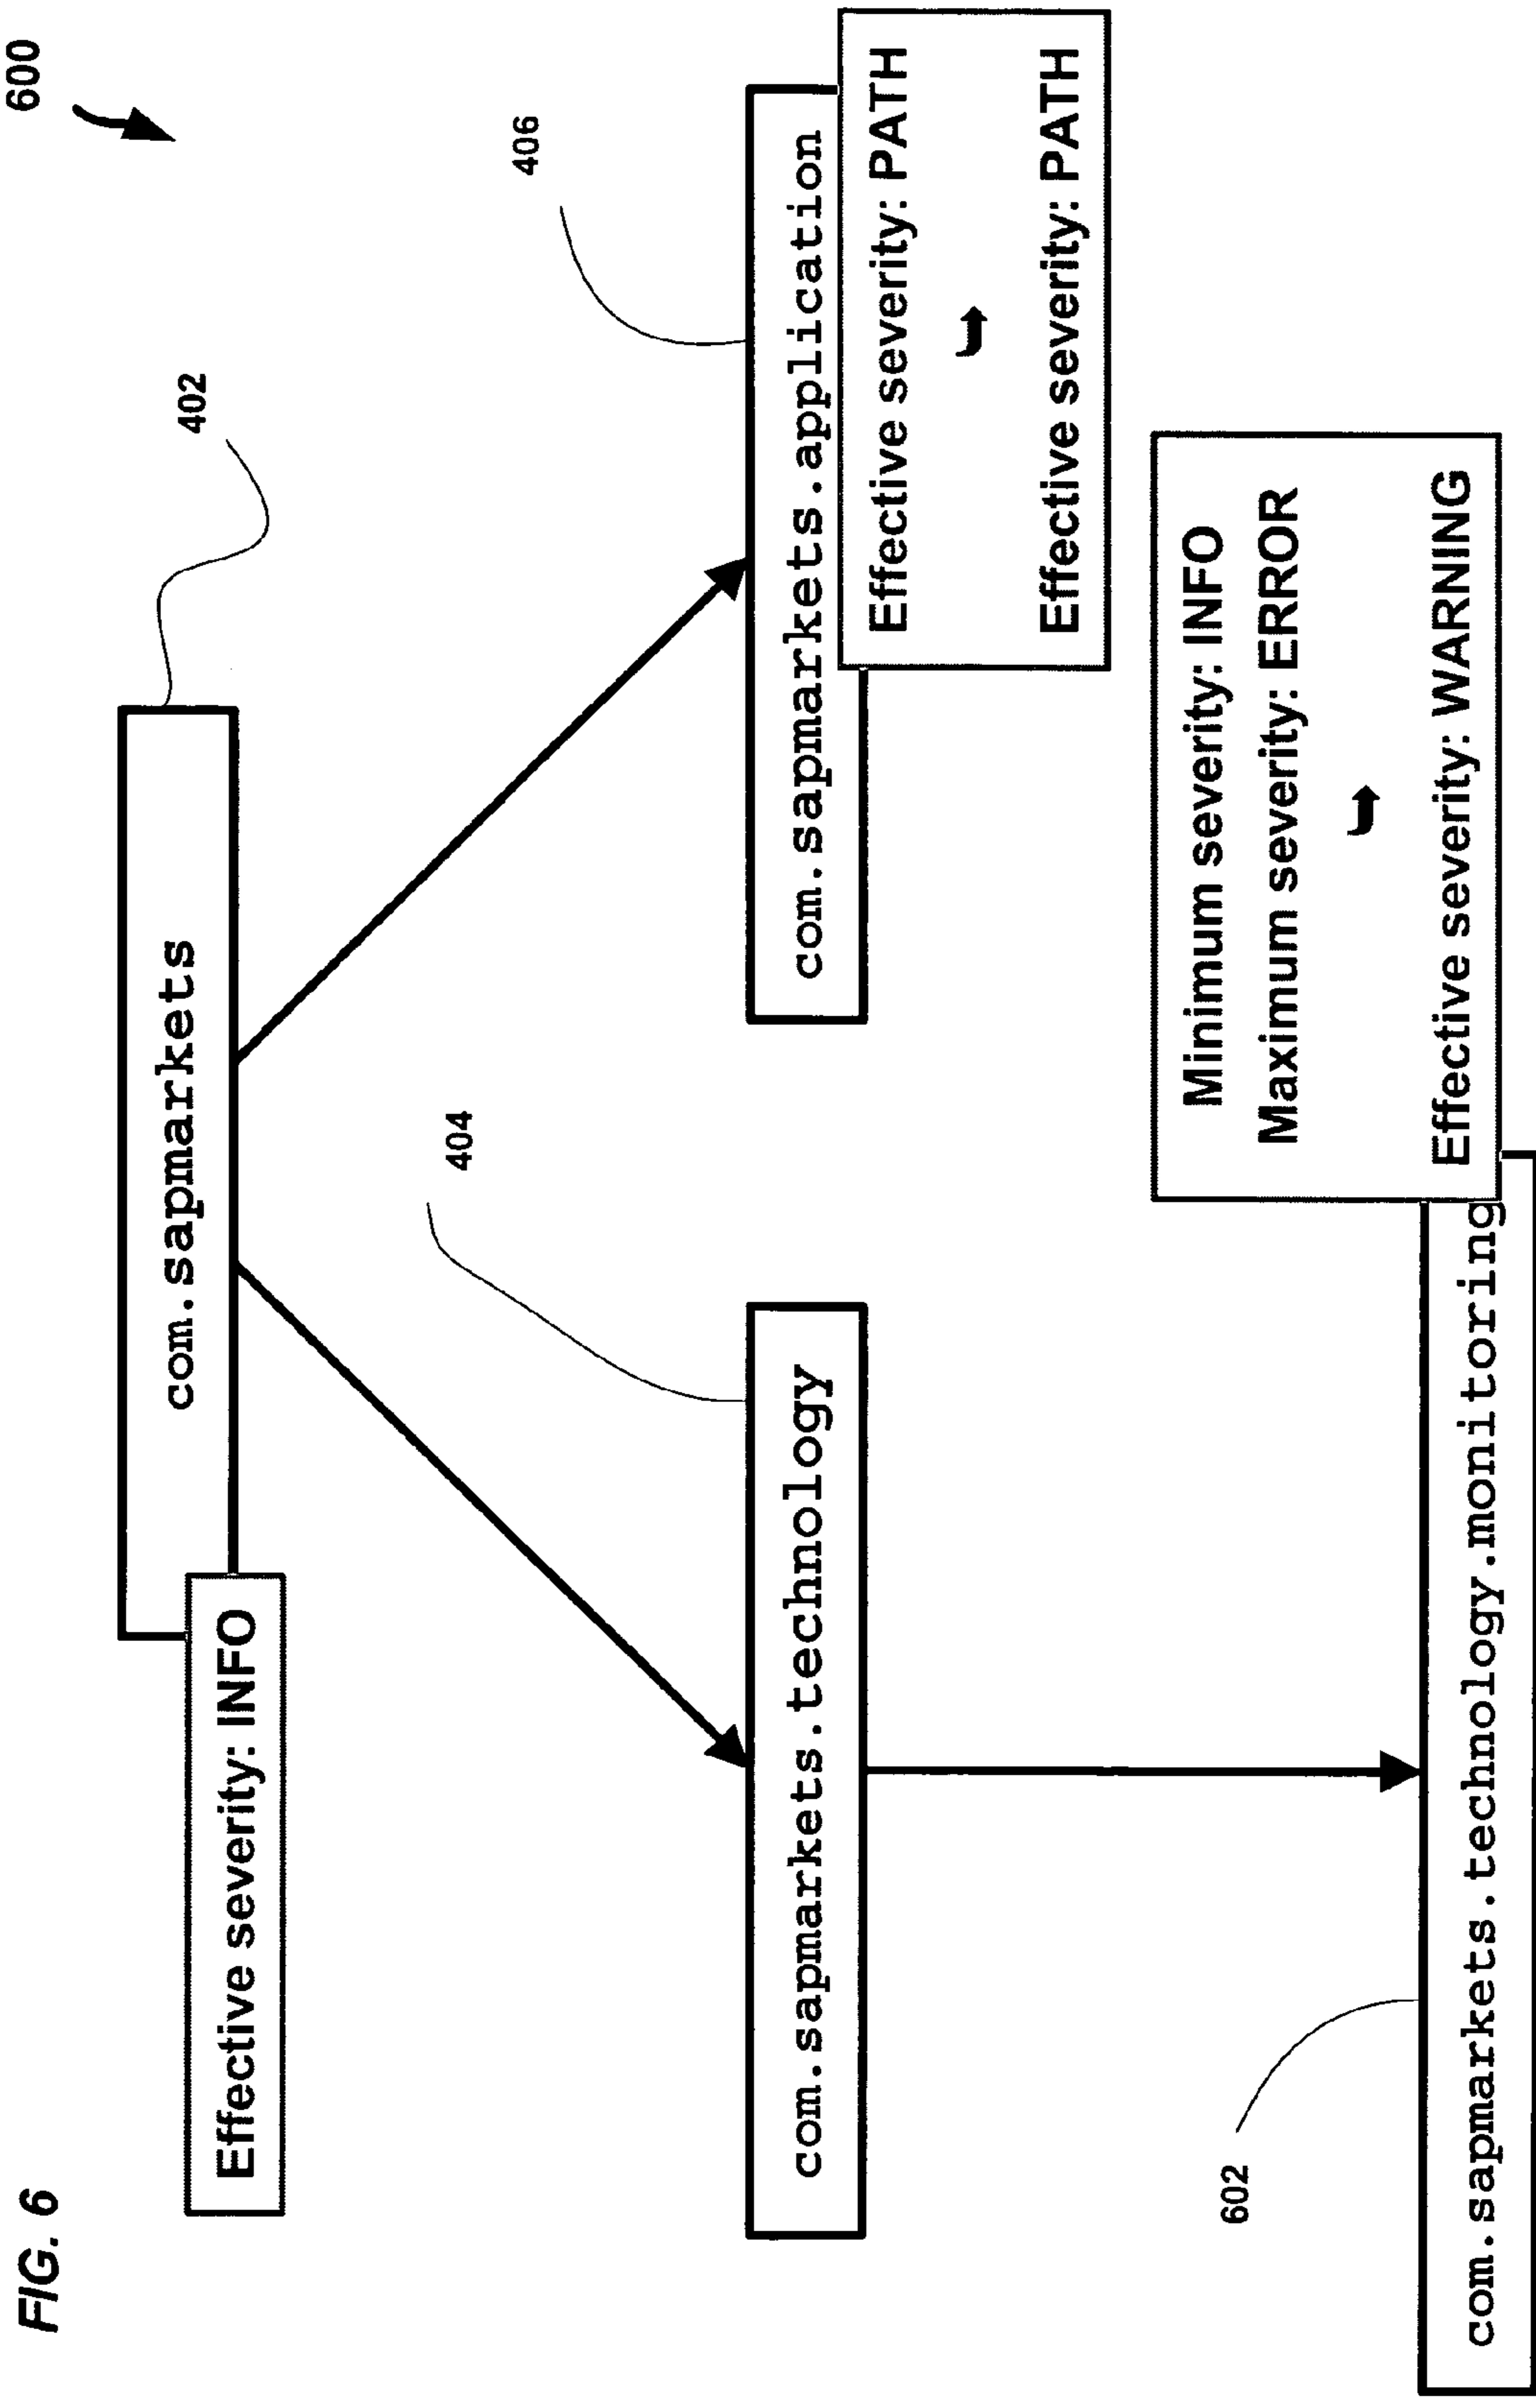 FIG. 6
600
402
com.sapmarkets
Effective severity: INFO
404
406
com.sapmarkets.technology
com.sapmarkets.application
Effective severity: PATH
Effective severity: PATH
602
Minimum severity: INFO
Maximum severity: ERROR
Effective severity: WARNING
com.sapmarkets.technology.monitoring